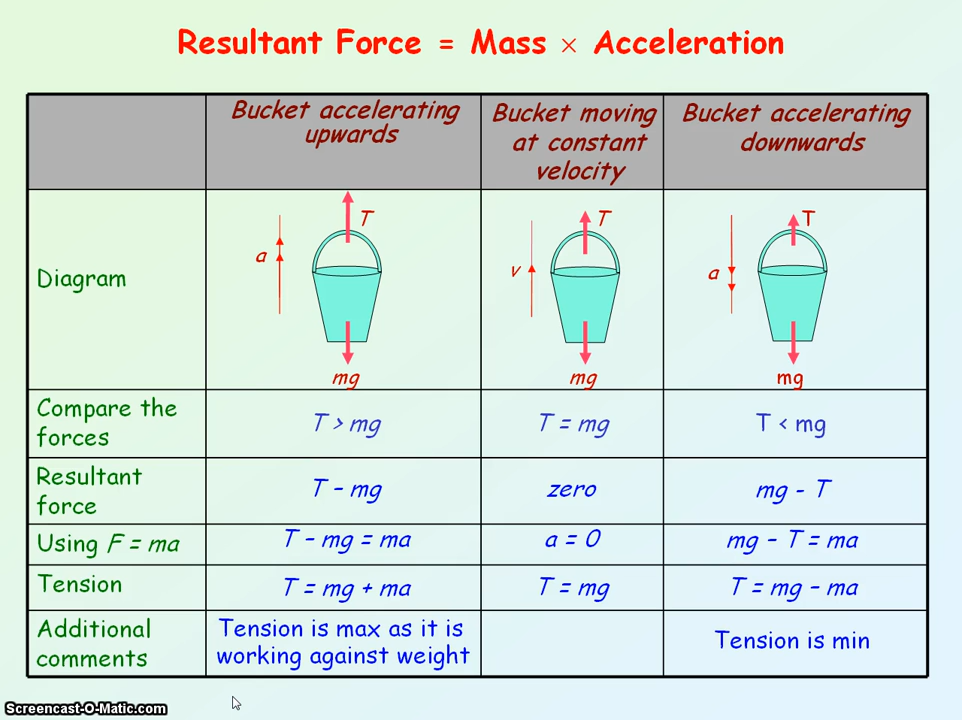 Resultant Force = Mass × Acceleration
Bucket accelerating
upwards
Bucket moving
at constant
velocity
Bucket accelerating
downwards
Diagram
T
a
mg
T
v
mg
T
a
mg
Compare the
forces
T > mg
T = mg
T < mg
Resultant
force
T – mg
zero
mg - T
Using F = ma
T – mg = ma
a = 0
mg – T = ma
Tension
T = mg + ma
T = mg
T = mg – ma
Additional
comments
Tension is max as it is
working against weight
Tension is min
Screencast-O-Matic.com